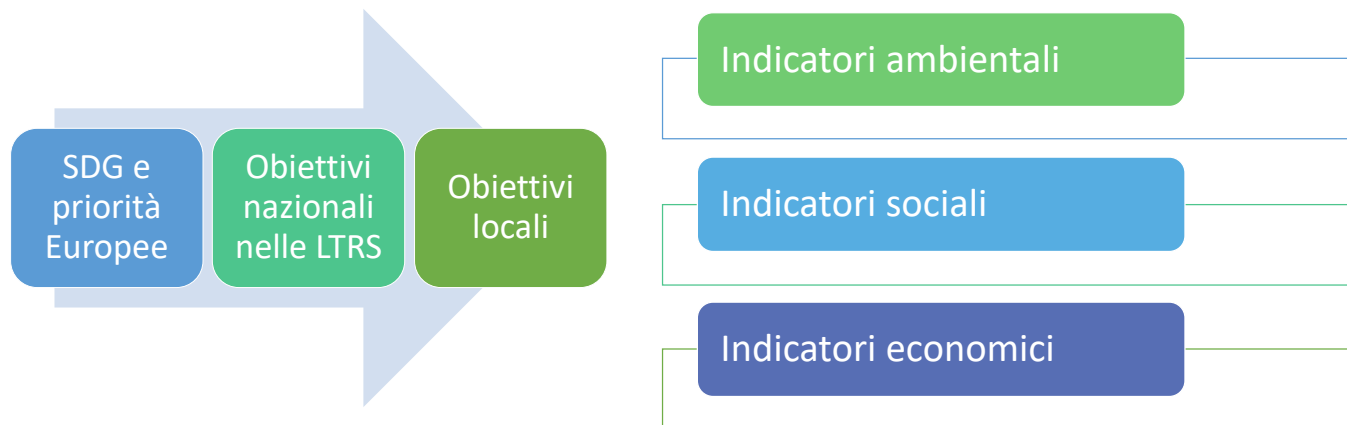 SDG e
priorità
Europee
Obiettivi
nazionali
nelle LTRS
Obiettivi
locali
Indicatori ambientali
Indicatori sociali
Indicatori economici